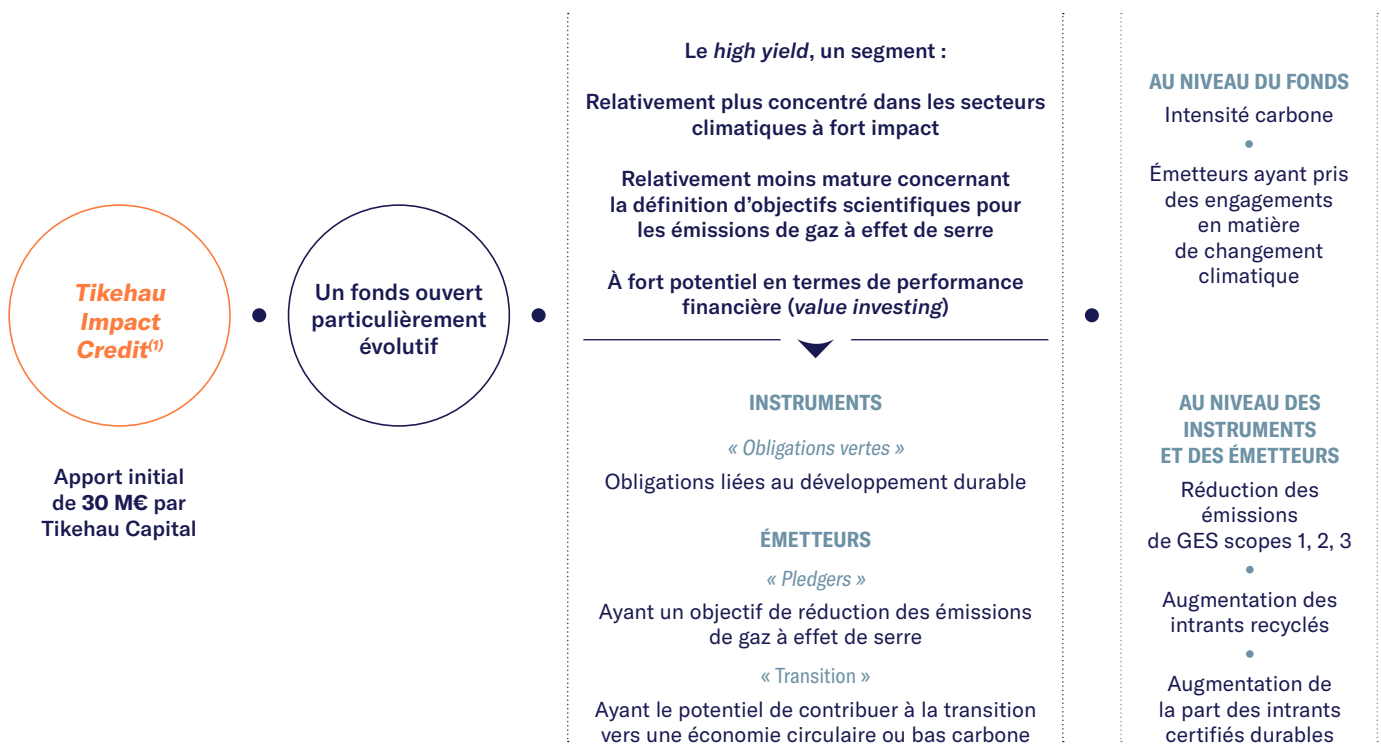 Tikehau
Impact
Credit(1)
Apport initial
de 30 M€ par
Tikehau Capital
Un fonds ouvert
particulièrement
évolutif
Le high yield, un segment :
Relativement plus concentré dans les secteurs
climatiques à fort impact
Relativement moins mature concernant
la définition d’objectifs scientifiques pour
les émissions de gaz à effet de serre
À fort potentiel en termes de performance
financière (value investing)
INSTRUMENTS
« Obligations vertes »
Obligations liées au développement durable
ÉMETTEURS
« Pledgers »
Ayant un objectif de réduction des émissions
de gaz à effet de serre
« Transition »
Ayant le potentiel de contribuer à la transition
vers une économie circulaire ou bas carbone
AU NIVEAU DU FONDS
Intensité carbone
•
Émetteurs ayant pris
des engagements
en matière
de changement
climatique
AU NIVEAU DES
INSTRUMENTS
ET DES ÉMETTEURS
Réduction des
émissions
de GES scopes 1, 2, 3
•
Augmentation des
intrants recyclés
•
Augmentation de
la part des intrants
certifiés durables